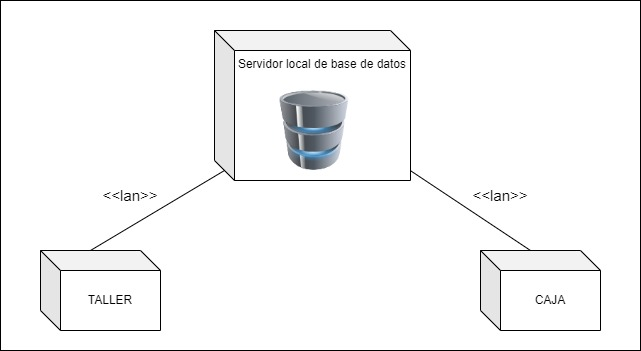 Servidor local de base de datos
<<lan>>
<<lan>>
TALLER
CAJA